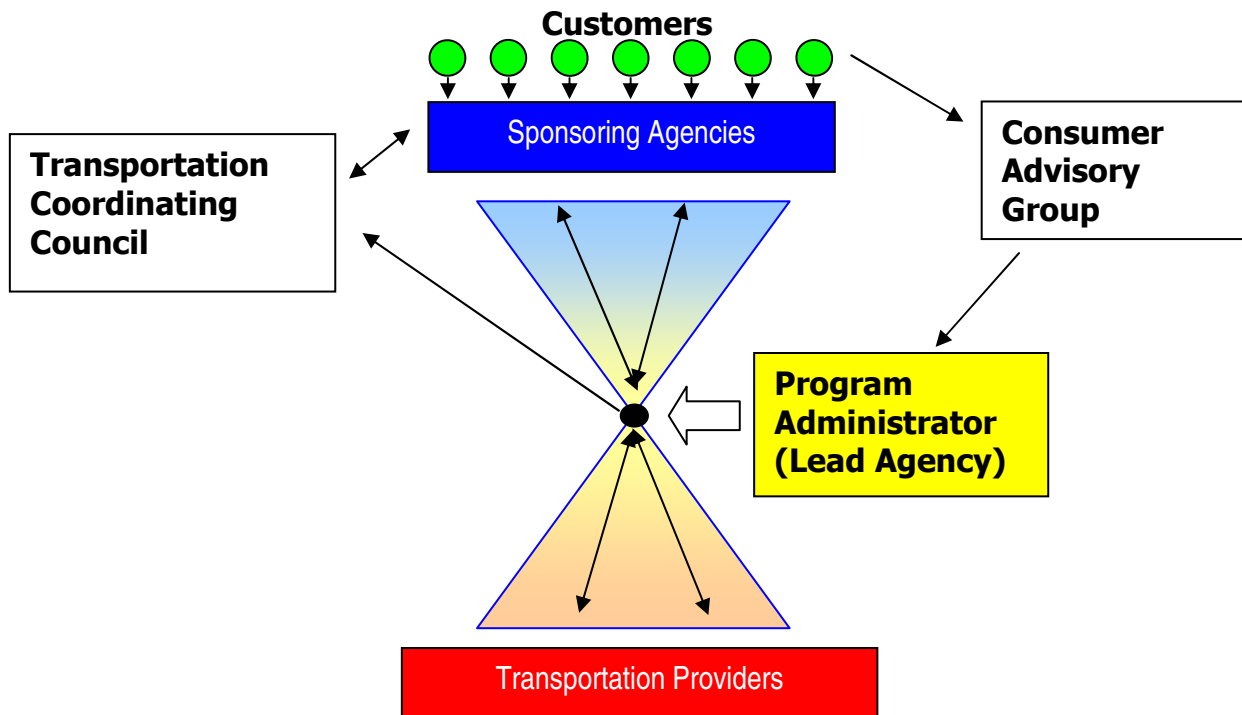 Customers
Sponsoring Agencies
Transportation
Coordinating
Council
Consumer
Advisory
Group
Program
Administrator
(Lead Agency)
Transportation Providers